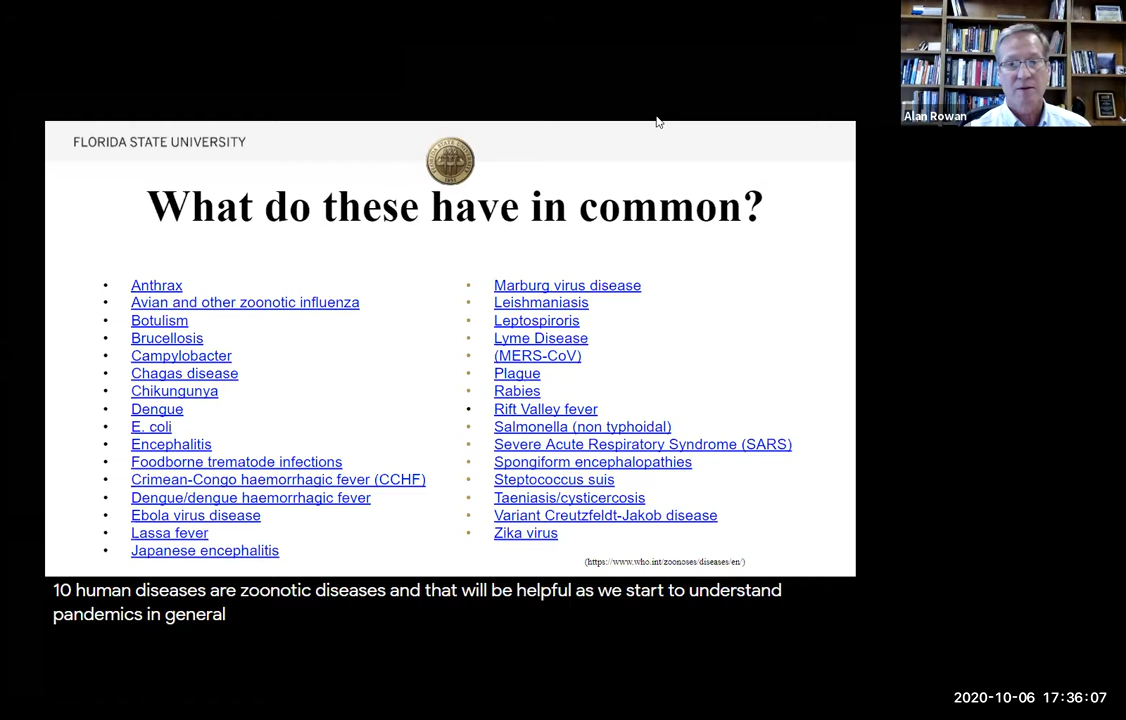 FLORIDA STATE UNIVERSITY
What do these have in common?
Anthrax
Avian and other zoonotic influenza
Botulism
Brucellosis
Campylobacter
Chagas disease
Chikungunya
Dengue
E. coli
Encephalitis
Foodborne trematode infections
Crimean-Congo haemorrhagic fever (CCHF)
Dengue/dengue haemorrhagic fever
Ebola virus disease
Lassa fever
Japanese encephalitis
Marburg virus disease
Leishmaniasis
Leptospiroris
Lyme Disease
(MERS-CoV)
Plague
Rabies
Rift Valley fever
Salmonella (non typhoidal)
Severe Acute Respiratory Syndrome (SARS)
Spongiform encephalopathies
Steptococcus suis
Taeniasis/cysticercosis
Variant Creutzfeldt-Jakob disease
Zika virus
(https://www.who.int/zoonoses/diseases/en/)
Alan Rowan
10 human diseases are zoonotic diseases and that will be helpful as we start to understand
pandemics in general
2020-10-06 17:36:07